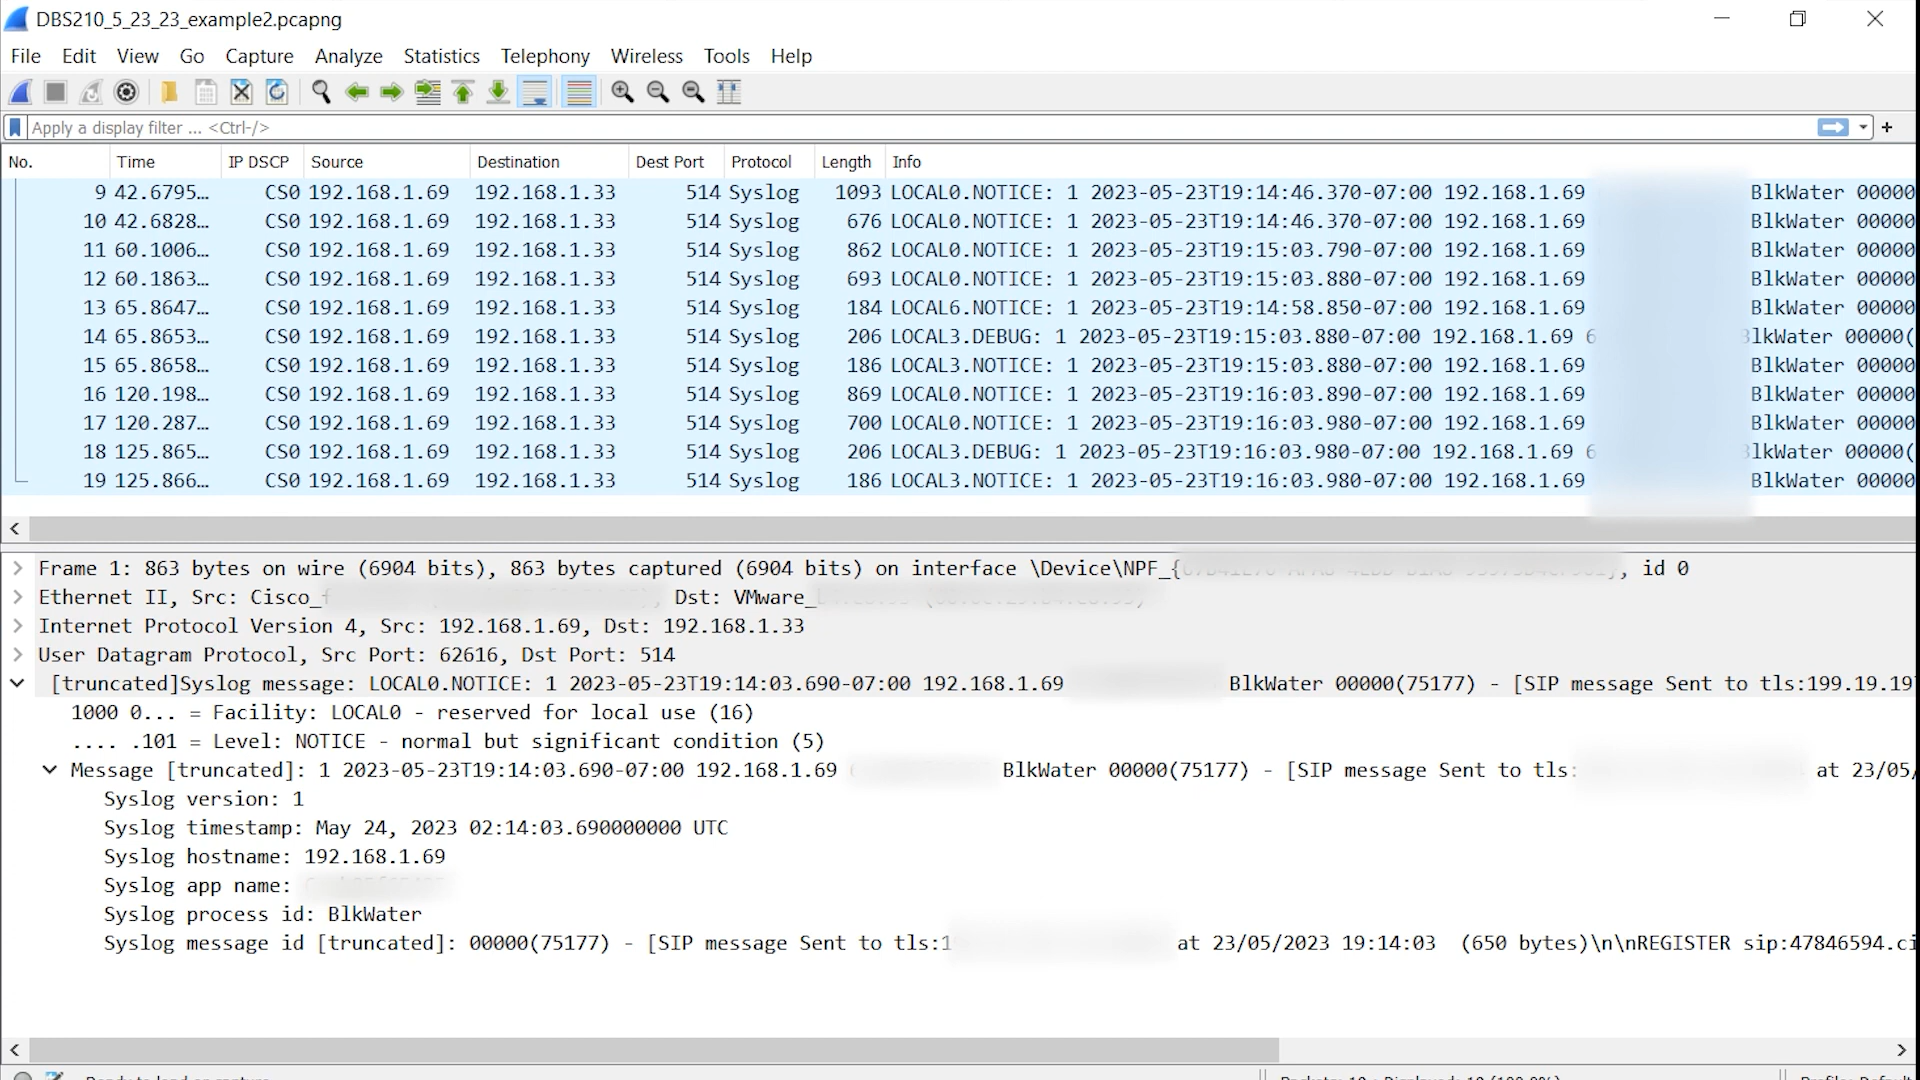 DBS210_5_23_23_example2.pcapng
File Edit View Go Capture Analyze Statistics Telephony Wireless Tools Help
Apply a display filter ... <Ctrl-/>
No. Time IP DSCP Source Destination Dest Port Protocol Length Info
9 42.6795… CS0 192.168.1.69 192.168.1.33 514 Syslog 1093 LOCAL0.NOTICE: 1 2023-05-23T19:14:46.370-07:00 192.168.1.69 BlkWater 00000
10 42.6828… CS0 192.168.1.69 192.168.1.33 514 Syslog 676 LOCAL0.NOTICE: 1 2023-05-23T19:14:46.370-07:00 192.168.1.69 BlkWater 00000
11 60.1006… CS0 192.168.1.69 192.168.1.33 514 Syslog 862 LOCAL0.NOTICE: 1 2023-05-23T19:15:03.790-07:00 192.168.1.69 BlkWater 00000
12 60.1863… CS0 192.168.1.69 192.168.1.33 514 Syslog 693 LOCAL0.NOTICE: 1 2023-05-23T19:15:03.880-07:00 192.168.1.69 BlkWater 00000
13 65.8647… CS0 192.168.1.69 192.168.1.33 514 Syslog 184 LOCAL6.NOTICE: 1 2023-05-23T19:14:58.850-07:00 192.168.1.69 BlkWater 00000
14 65.8653… CS0 192.168.1.69 192.168.1.33 514 Syslog 206 LOCAL3.DEBUG: 1 2023-05-23T19:15:03.880-07:00 192.168.1.69 6 lkWater 00000(
15 65.8658… CS0 192.168.1.69 192.168.1.33 514 Syslog 186 LOCAL3.NOTICE: 1 2023-05-23T19:15:03.880-07:00 192.168.1.69 BlkWater 00000
16 120.198… CS0 192.168.1.69 192.168.1.33 514 Syslog 869 LOCAL0.NOTICE: 1 2023-05-23T19:16:03.890-07:00 192.168.1.69 BlkWater 00000
17 120.287… CS0 192.168.1.69 192.168.1.33 514 Syslog 700 LOCAL0.NOTICE: 1 2023-05-23T19:16:03.980-07:00 192.168.1.69 BlkWater 00000
18 125.865… CS0 192.168.1.69 192.168.1.33 514 Syslog 206 LOCAL3.DEBUG: 1 2023-05-23T19:16:03.980-07:00 192.168.1.69 6 lkWater 00000(
19 125.866… CS0 192.168.1.69 192.168.1.33 514 Syslog 186 LOCAL3.NOTICE: 1 2023-05-23T19:16:03.980-07:00 192.168.1.69 BlkWater 00000
Frame 1: 863 bytes on wire (6904 bits), 863 bytes captured (6904 bits) on interface \Device\NPF_{ }, id 0
Ethernet II, Src: Cisco_ , Dst: VMware_
Internet Protocol Version 4, Src: 192.168.1.69, Dst: 192.168.1.33
User Datagram Protocol, Src Port: 62616, Dst Port: 514
[truncated]Syslog message: LOCAL0.NOTICE: 1 2023-05-23T19:14:03.690-07:00 192.168.1.69 BlkWater 00000(75177) - [SIP message Sent to tls:199.19.19
1000 0... = Facility: LOCAL0 - reserved for local use (16)
.... .101 = Level: NOTICE - normal but significant condition (5)
Message [truncated]: 1 2023-05-23T19:14:03.690-07:00 192.168.1.69 BlkWater 00000(75177) - [SIP message Sent to tls: at 23/05/
Syslog version: 1
Syslog timestamp: May 24, 2023 02:14:03.690000000 UTC
Syslog hostname: 192.168.1.69
Syslog app name:
Syslog process id: BlkWater
Syslog message id [truncated]: 00000(75177) - [SIP message Sent to tls:1 at 23/05/2023 19:14:03 (650 bytes)\n\nREGISTER sip:47846594.ci